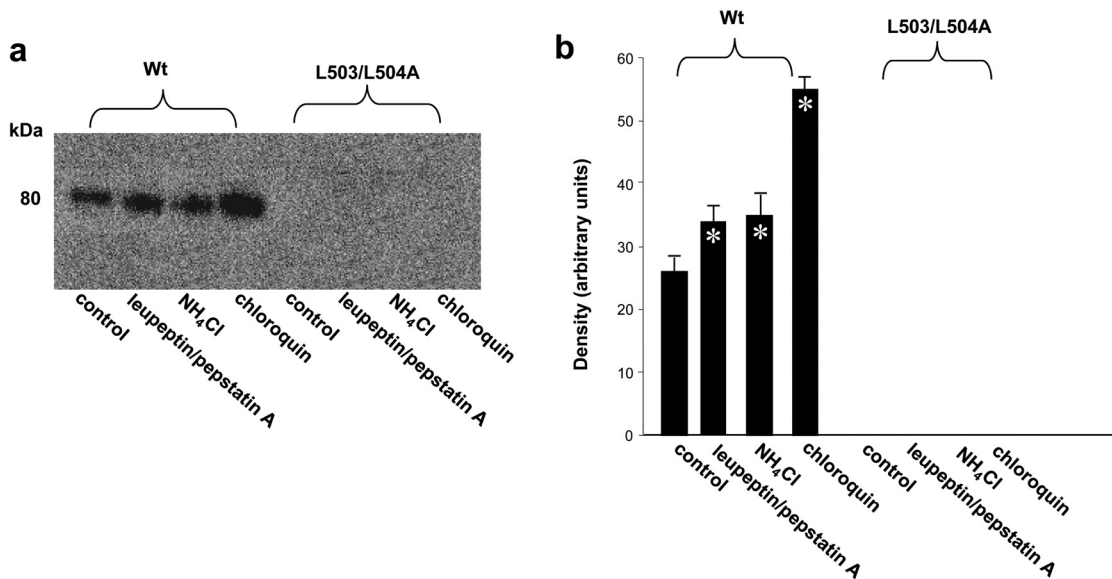 a
Wt
L503/L504A
kDa
80
control
leupeptin/pepstatin A
NH₄Cl
chloroquin
control
leupeptin/pepstatin A
NH₄Cl
chloroquin
b
Wt
L503/L504A
Density (arbitrary units)
60
50
40
30
20
10
0
*
*
*
control
leupeptin/pepstatin A
NH₄Cl
chloroquin
control
leupeptin/pepstatin A
NH₄Cl
chloroquin